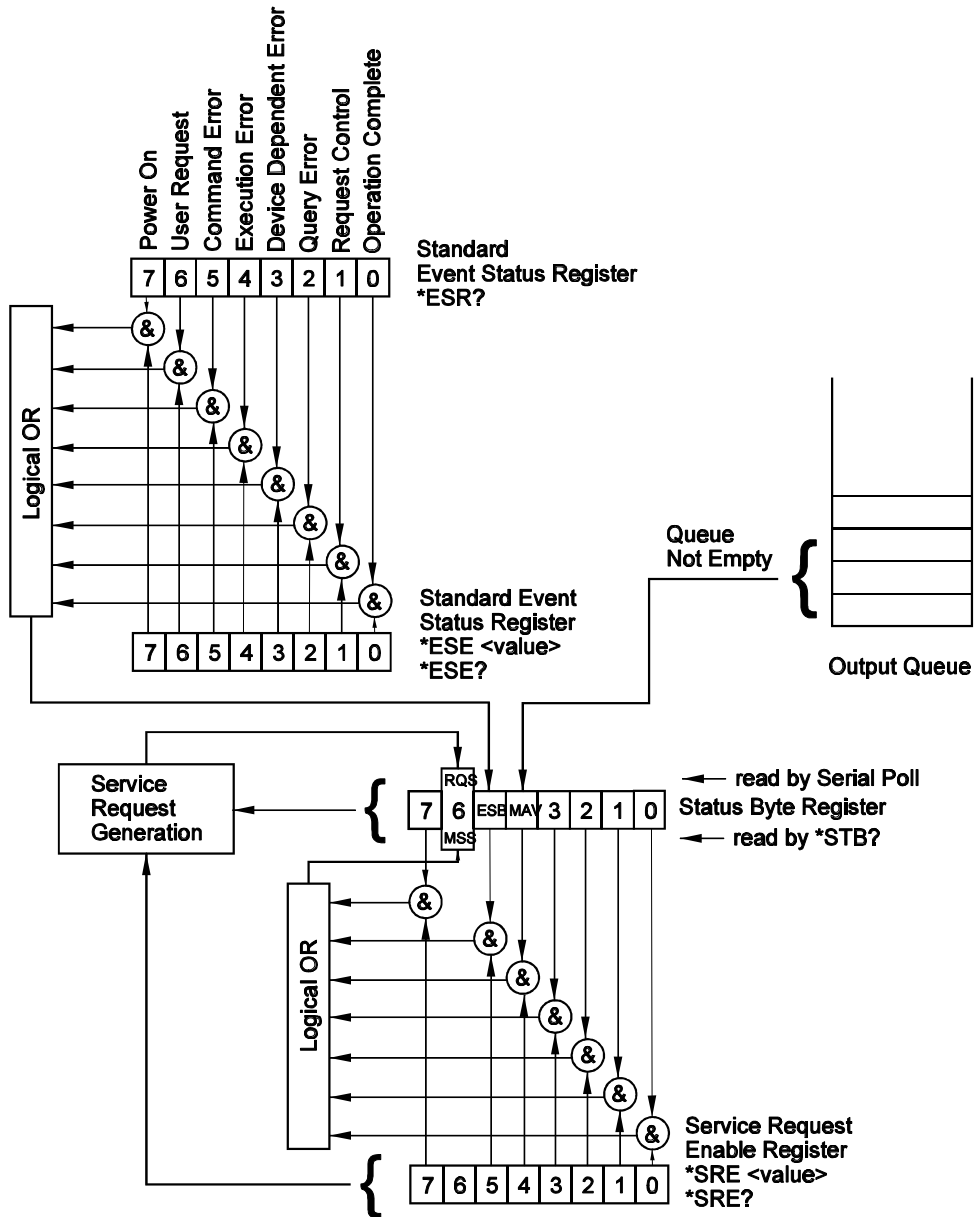 Power On
User Request
Command Error
Execution Error
Device Dependent Error
Query Error
Request Control
Operation Complete
7 6 5 4 3 2 1 0
Standard
Event Status Register
*ESR?
&
&
&
&
&
&
&
&
Logical OR
Queue
Not Empty
{
Output Queue
Standard Event
Status Register
*ESE <value>
*ESE?
7 6 5 4 3 2 1 0
Service
Request
Generation
{
RQS
7 6 ESB MAV 3 2 1 0
MSS
read by Serial Poll
Status Byte Register
read by *STB?
&
&
&
&
&
&
&
Logical OR
Service Request
Enable Register
*SRE <value>
*SRE?
{
7 6 5 4 3 2 1 0